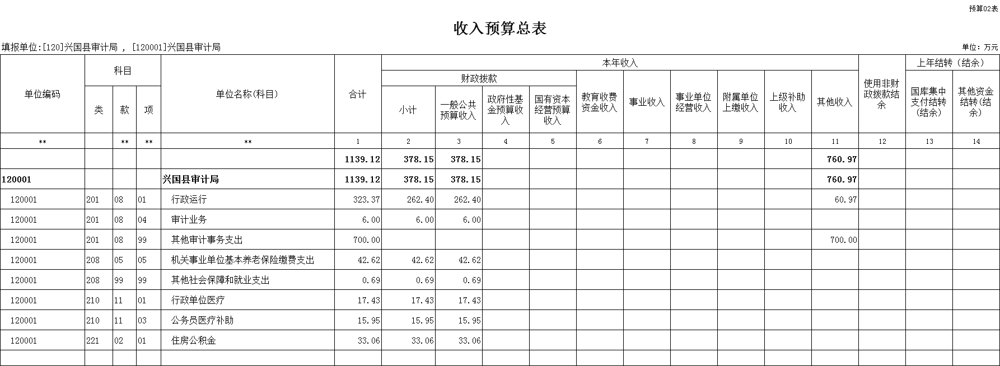 预算02表
收入预算总表
填报单位:[120]兴国县审计局 , [120001]兴国县审计局
单位: 万元
单位编码 科目 单位名称(科目) 合计 本年收入 使用非财政拨款结余 上年结转（结余）
财政拨款 教育收费资金收入 事业收入 事业单位经营收入 附属单位上缴收入 上级补助收入 其他收入 国库集中支付结转(结余) 其他资金结转(结余)
类 款 项 小计 一般公共预算收入 政府性基金预算收入 国有资本经营预算收入
** ** ** ** 1 2 3 4 5 6 7 8 9 10 11 12 13 14
1139.12 378.15 378.15 760.97
120001 兴国县审计局 1139.12 378.15 378.15 760.97
120001 201 08 01 行政运行 323.37 262.40 262.40 60.97
120001 201 08 04 审计业务 6.00 6.00 6.00
120001 201 08 99 其他审计事务支出 700.00 700.00
120001 208 05 05 机关事业单位基本养老保险缴费支出 42.62 42.62 42.62
120001 208 99 99 其他社会保障和就业支出 0.69 0.69 0.69
120001 210 11 01 行政单位医疗 17.43 17.43 17.43
120001 210 11 03 公务员医疗补助 15.95 15.95 15.95
120001 221 02 01 住房公积金 33.06 33.06 33.06